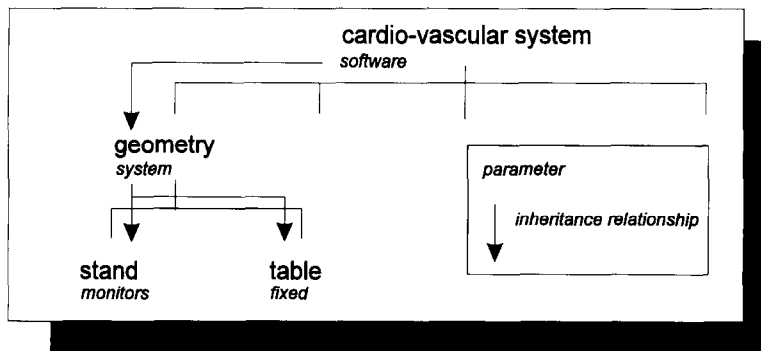 cardio-vascular system
software
geometry
system
parameter
inheritance relationship
stand
monitors
table
fixed